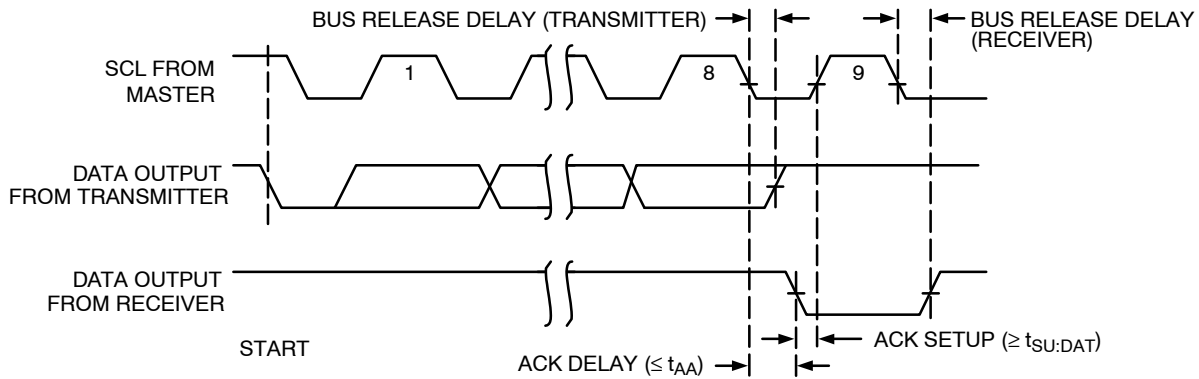 BUS RELEASE DELAY (TRANSMITTER)
BUS RELEASE DELAY
(RECEIVER)
SCL FROM
MASTER
1
8
9
DATA OUTPUT
FROM TRANSMITTER
DATA OUTPUT
FROM RECEIVER
START
ACK SETUP (≥ tSU:DAT)
ACK DELAY (≤ tAA)